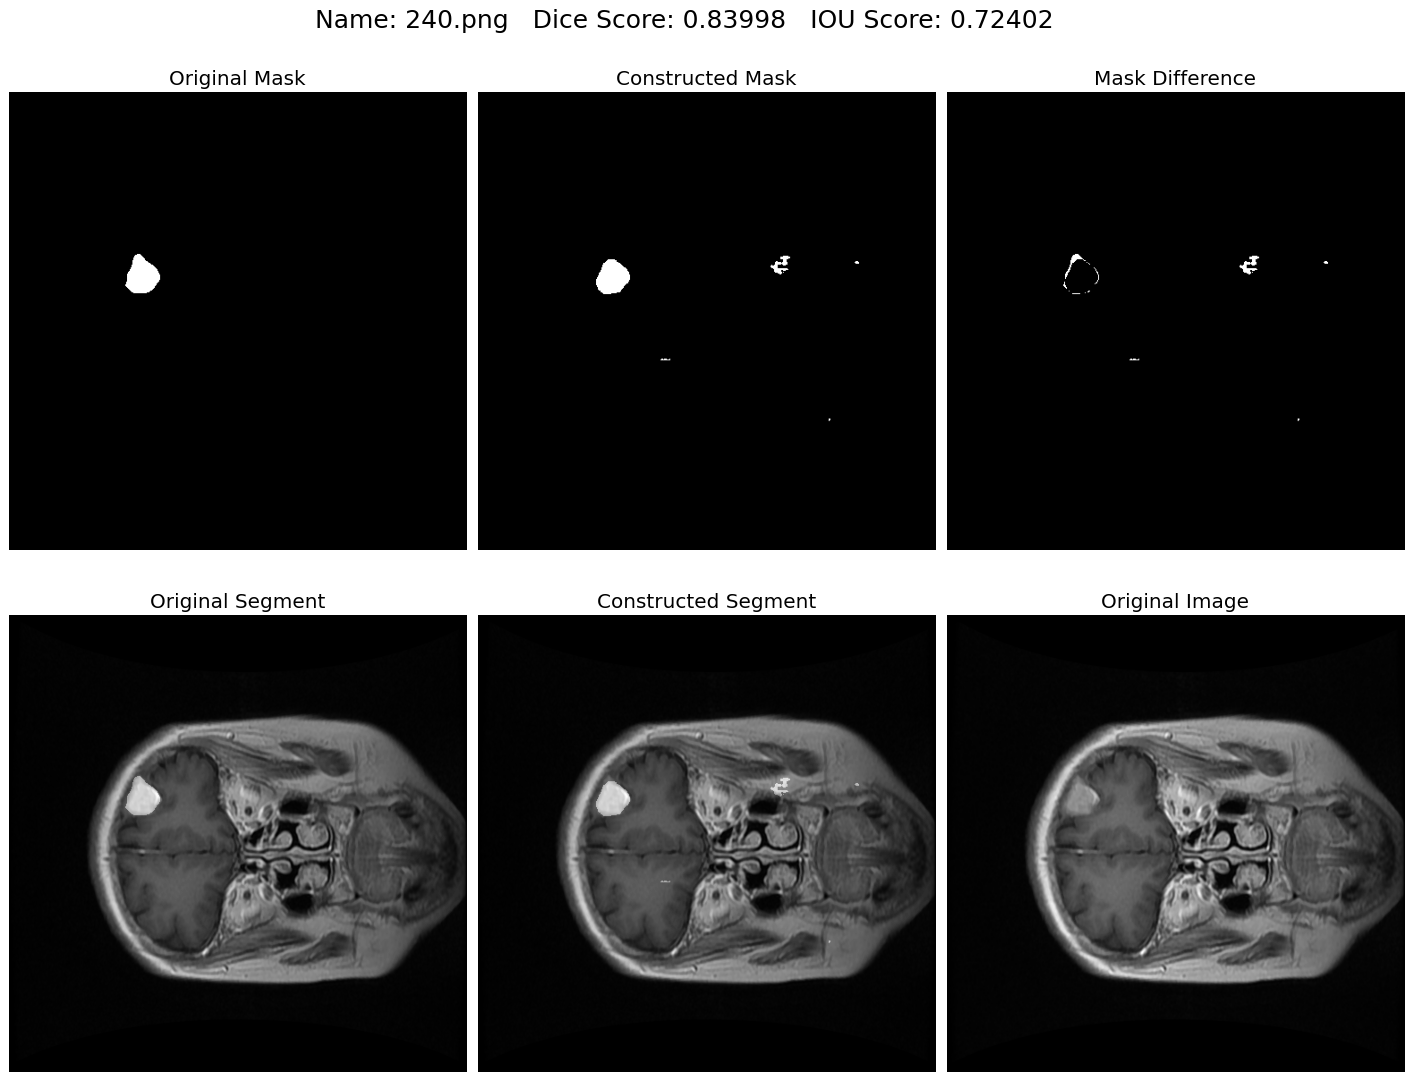 Name: 240.png   Dice Score: 0.83998   IOU Score: 0.72402
Original Mask
Constructed Mask
Mask Difference
Original Segment
Constructed Segment
Original Image